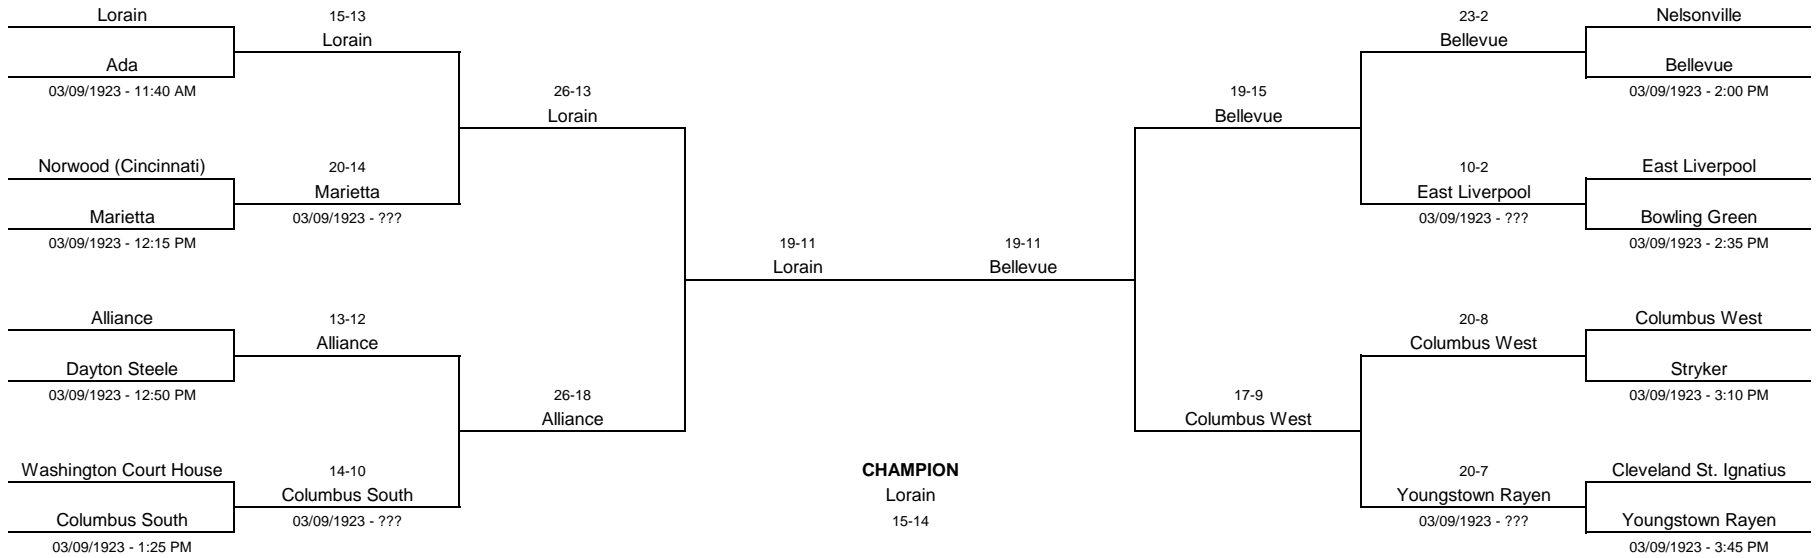 Lorain
Ada
03/09/1923 - 11:40 AM
Norwood (Cincinnati)
Marietta
03/09/1923 - 12:15 PM
Alliance
Dayton Steele
03/09/1923 - 12:50 PM
Washington Court House
Columbus South
03/09/1923 - 1:25 PM
15-13
Lorain
20-14
Marietta
03/09/1923 - ???
13-12
Alliance
14-10
Columbus South
03/09/1923 - ???
26-13
Lorain
26-18
Alliance
19-11
Lorain
CHAMPION
Lorain
15-14
19-11
Bellevue
19-15
Bellevue
17-9
Columbus West
23-2
Bellevue
10-2
East Liverpool
03/09/1923 - ???
20-8
Columbus West
20-7
Youngstown Rayen
03/09/1923 - ???
Nelsonville
Bellevue
03/09/1923 - 2:00 PM
East Liverpool
Bowling Green
03/09/1923 - 2:35 PM
Columbus West
Stryker
03/09/1923 - 3:10 PM
Cleveland St. Ignatius
Youngstown Rayen
03/09/1923 - 3:45 PM